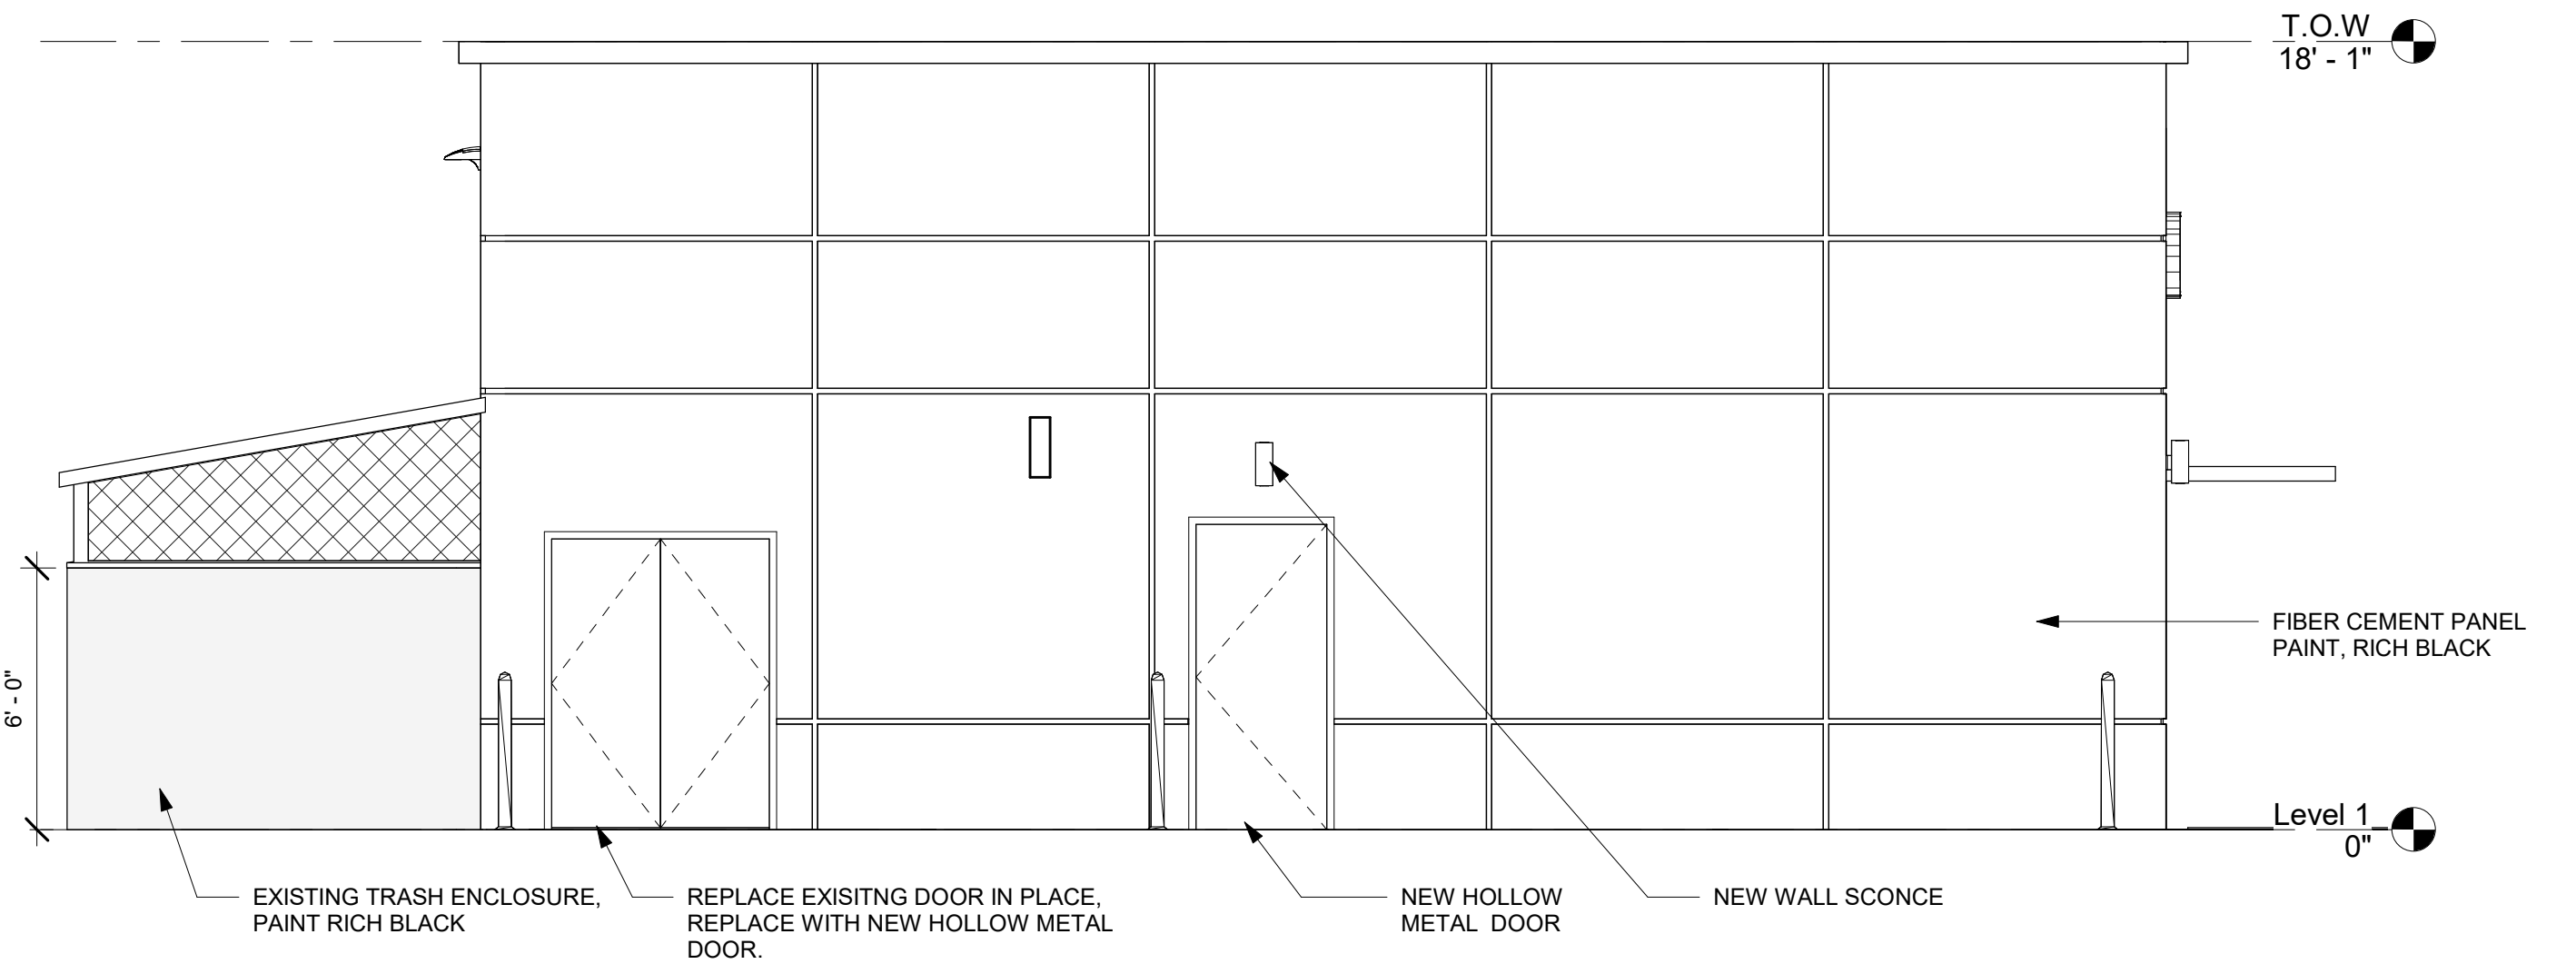 T.O.W
18' - 1"
6' - 0"
FIBER CEMENT PANEL
PAINT, RICH BLACK
Level 1
0"
EXISTING TRASH ENCLOSURE,
PAINT RICH BLACK
REPLACE EXISITNG DOOR IN PLACE,
REPLACE WITH NEW HOLLOW METAL
DOOR.
NEW HOLLOW
METAL  DOOR
NEW WALL SCONCE